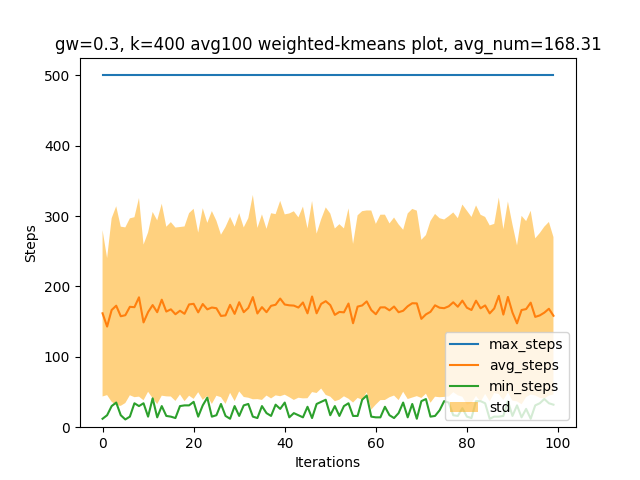 gw=0.3, k=400 avg100 weighted-kmeans plot, avg_num=168.31
500
400
300
200
100
0
Steps
max_steps
avg_steps
min_steps
std
0
20
40
60
80
100
Iterations